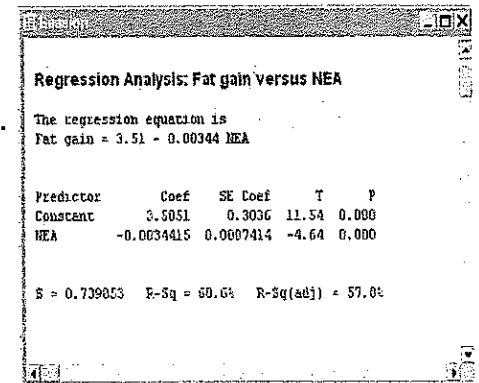 Session
Regression Analysis: Fat gain versus NEA
The regression equation is
Fat gain = 3.51 - 0.00344 NEA
Predictor Coef SE Coef T P
Constant 3.5051 0.3036 11.54 0.000
NEA -0.0034415 0.0007414 -4.64 0.000
S = 0.739853 R-Sq = 60.6% R-Sq(adj) = 57.8%